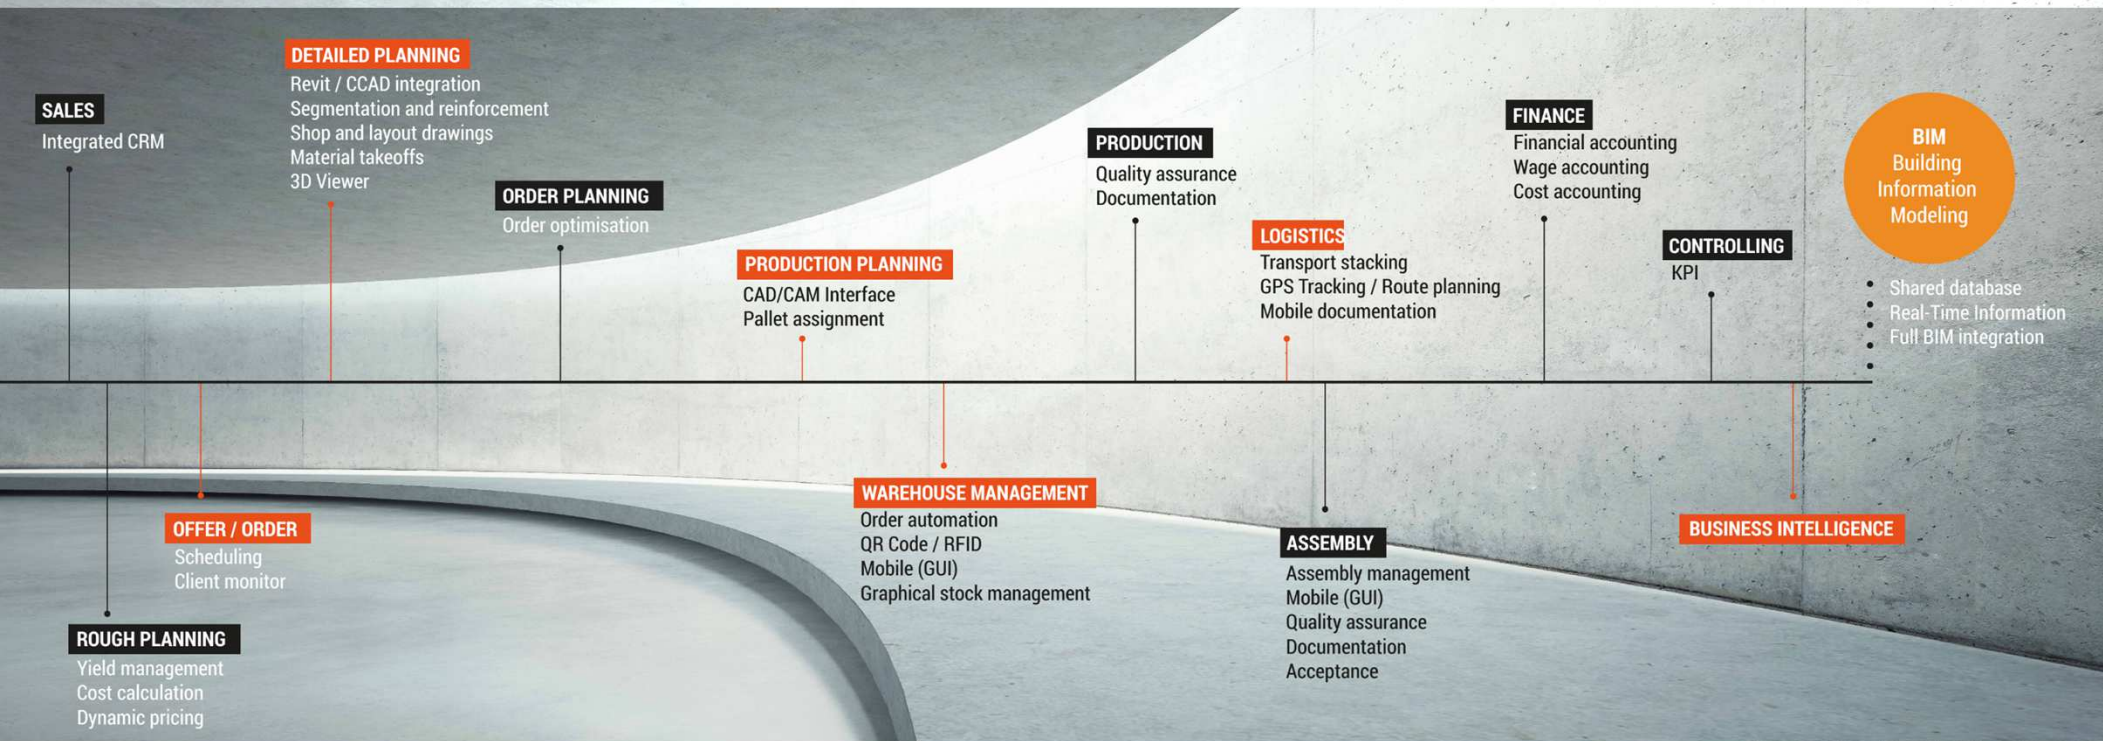 SALES
Integrated CRM
DETAILED PLANNING
Revit / CCAD integration
Segmentation and reinforcement
Shop and layout drawings
Material takeoffs
3D Viewer
ORDER PLANNING
Order optimisation
PRODUCTION PLANNING
CAD/CAM Interface
Pallet assignment
PRODUCTION
Quality assurance
Documentation
LOGISTICS
Transport stacking
GPS Tracking / Route planning
Mobile documentation
FINANCE
Financial accounting
Wage accounting
Cost accounting
CONTROLLING
KPI
BIM
Building
Information
Modeling
Shared database
Real-Time Information
Full BIM integration
ROUGH PLANNING
Yield management
Cost calculation
Dynamic pricing
OFFER / ORDER
Scheduling
Client monitor
WAREHOUSE MANAGEMENT
Order automation
QR Code / RFID
Mobile (GUI)
Graphical stock management
ASSEMBLY
Assembly management
Mobile (GUI)
Quality assurance
Documentation
Acceptance
BUSINESS INTELLIGENCE